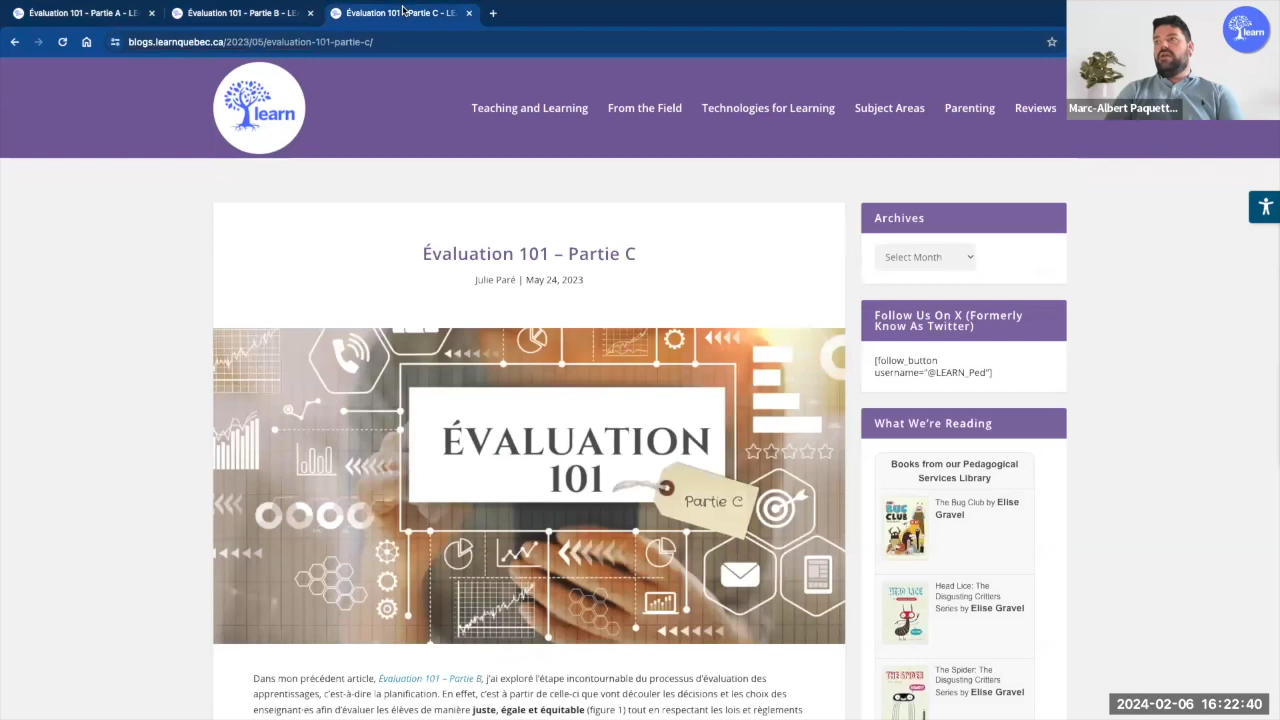 Évaluation 101 - Partie A - LE
Évaluation 101 - Partie B - LE
Évaluation 101 - Partie C - LE
blogs.learnquebec.ca/2023/05/evaluation-101-partie-c/
learn
Marc-Albert Paquett...
learn
Teaching and Learning
From the Field
Technologies for Learning
Subject Areas
Parenting
Reviews
Évaluation 101 – Partie C
Julie Paré | May 24, 2023
ÉVALUATION
101
Partie C
Dans mon précédent article, Évaluation 101 – Partie B, j'ai exploré l'étape incontournable du processus d'évaluation des
apprentissages, c'est-à-dire la planification. En effet, c'est à partir de celle-ci que vont découler les décisions et les choix des
enseignant·es afin d'évaluer les élèves de manière juste, égale et équitable (figure 1) tout en respectant les lois et règlements
Archives
Select Month
Follow Us On X (Formerly
Know As Twitter)
[follow_button
username="@LEARN_Ped"]
What We're Reading
Books from our Pedagogical
Services Library
BUG
CLUB
The Bug Club by Elise
Gravel
HEAD LICE
Head Lice: The
Disgusting Critters
Series by Elise Gravel
THE SPIDER
The Spider: The
Disgusting Critters
Series by Elise Gravel
2024-02-06 16:22:40